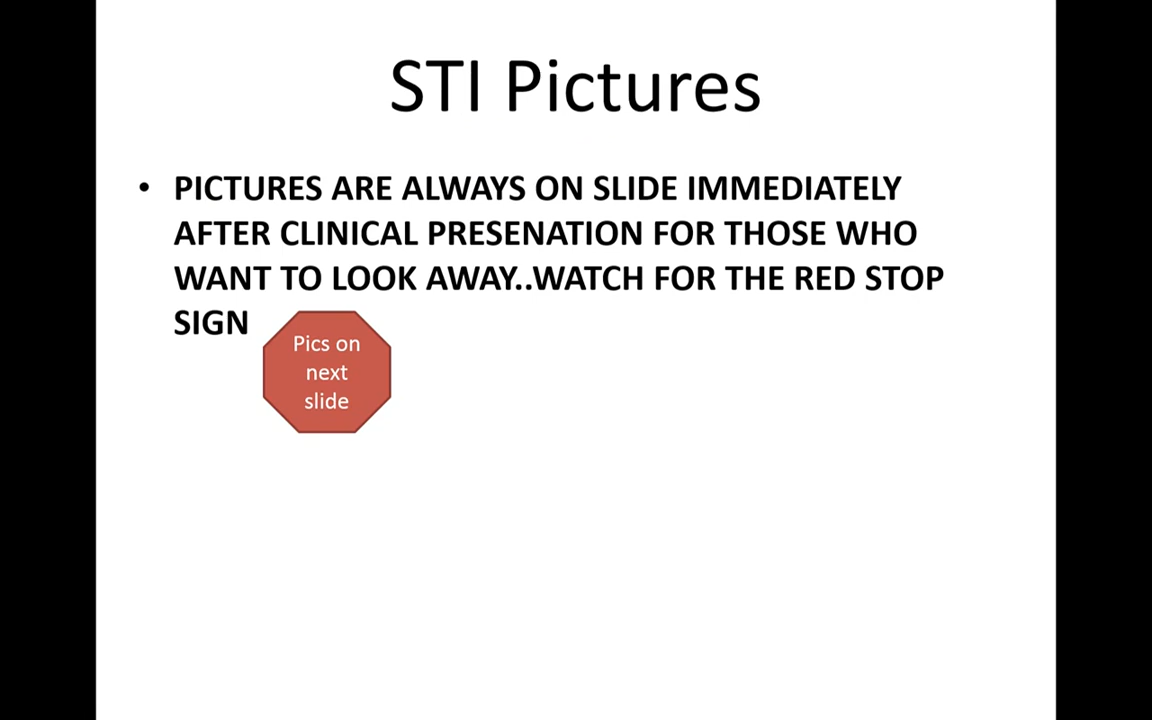 STI Pictures
• PICTURES ARE ALWAYS ON SLIDE IMMEDIATELY
AFTER CLINICAL PRESENATION FOR THOSE WHO
WANT TO LOOK AWAY..WATCH FOR THE RED STOP
SIGN
Pics on
next
slide